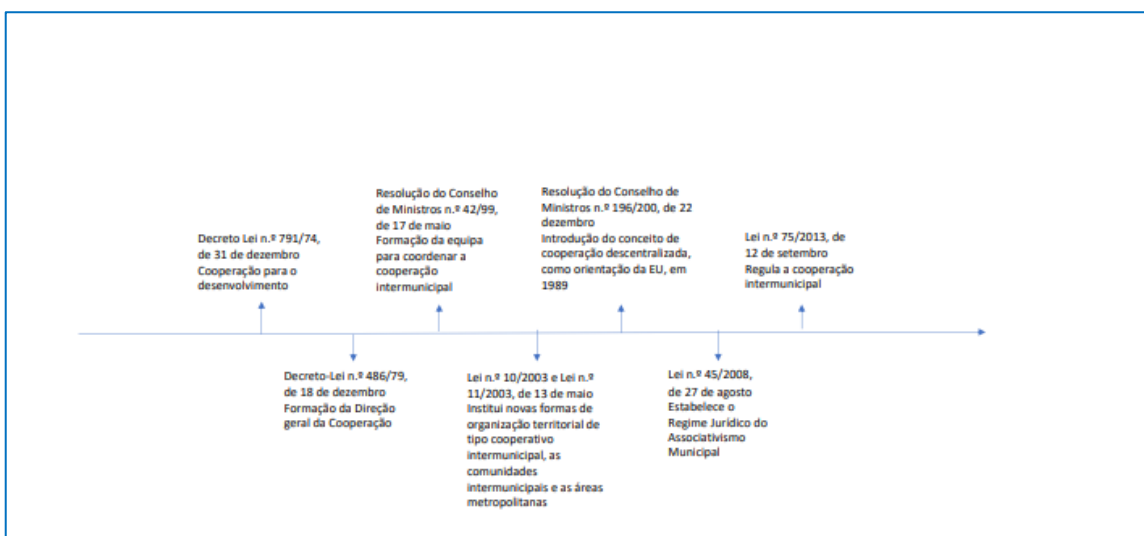 Decreto Lei n.º 791/74,
de 31 de dezembro
Cooperação para o
desenvolvimento
Decreto-Lei n.º 486/79,
de 18 de dezembro
Formação da Direção
geral da Cooperação
Resolução do Conselho
de Ministros n.º 42/99,
de 17 de maio
Formação da equipa
para coordenar a
cooperação
intermunicipal
Lei n.º 10/2003 e Lei n.º
11/2003, de 13 de maio
Institui novas formas de
organização territorial de
tipo cooperativo
intermunicipal, as
comunidades
intermunicipais e as áreas
metropolitanas
Resolução do Conselho de
Ministros n.º 196/200, de 22
dezembro
Introdução do conceito de
cooperação descentralizada,
como orientação da EU, em
1989
Lei n.º 45/2008,
de 27 de agosto
Estabelece o
Regime Jurídico do
Associativismo
Municipal
Lei n.º 75/2013, de
12 de setembro
Regula a cooperação
intermunicipal